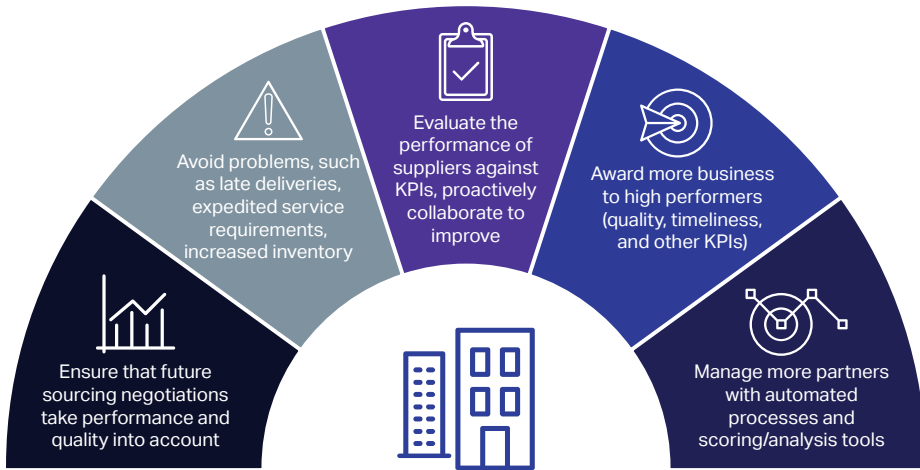 Ensure that future
sourcing negotiations
take performance and
quality into account
Avoid problems, such
as late deliveries,
expedited service
requirements,
increased inventory
Evaluate the
performance of
suppliers against
KPIs, proactively
collaborate to
improve
Award more business
to high performers
(quality, timeliness,
and other KPIs)
Manage more partners
with automated
processes and
scoring/analysis tools